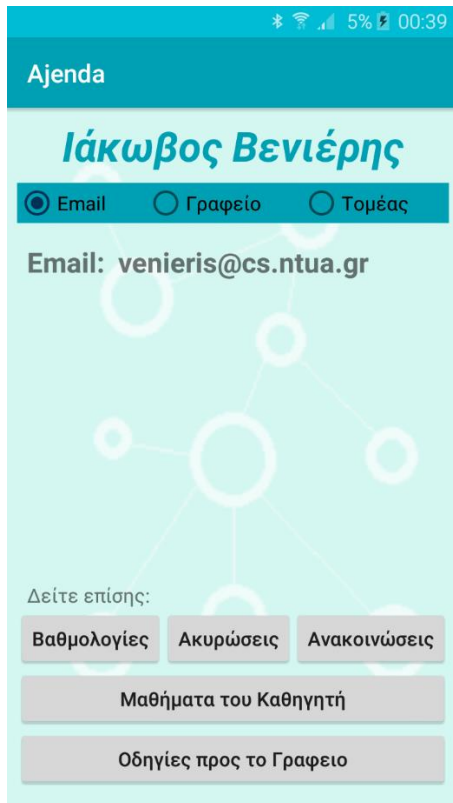 5% 00:39
Ajenda
Ιάκωβος Βενιέρης
Email Γραφείο Τομέας
Email: venieris@cs.ntua.gr
Δείτε επίσης:
Βαθμολογίες Ακυρώσεις Ανακοινώσεις
Μαθήματα του Καθηγητή
Οδηγίες προς το Γραφειο